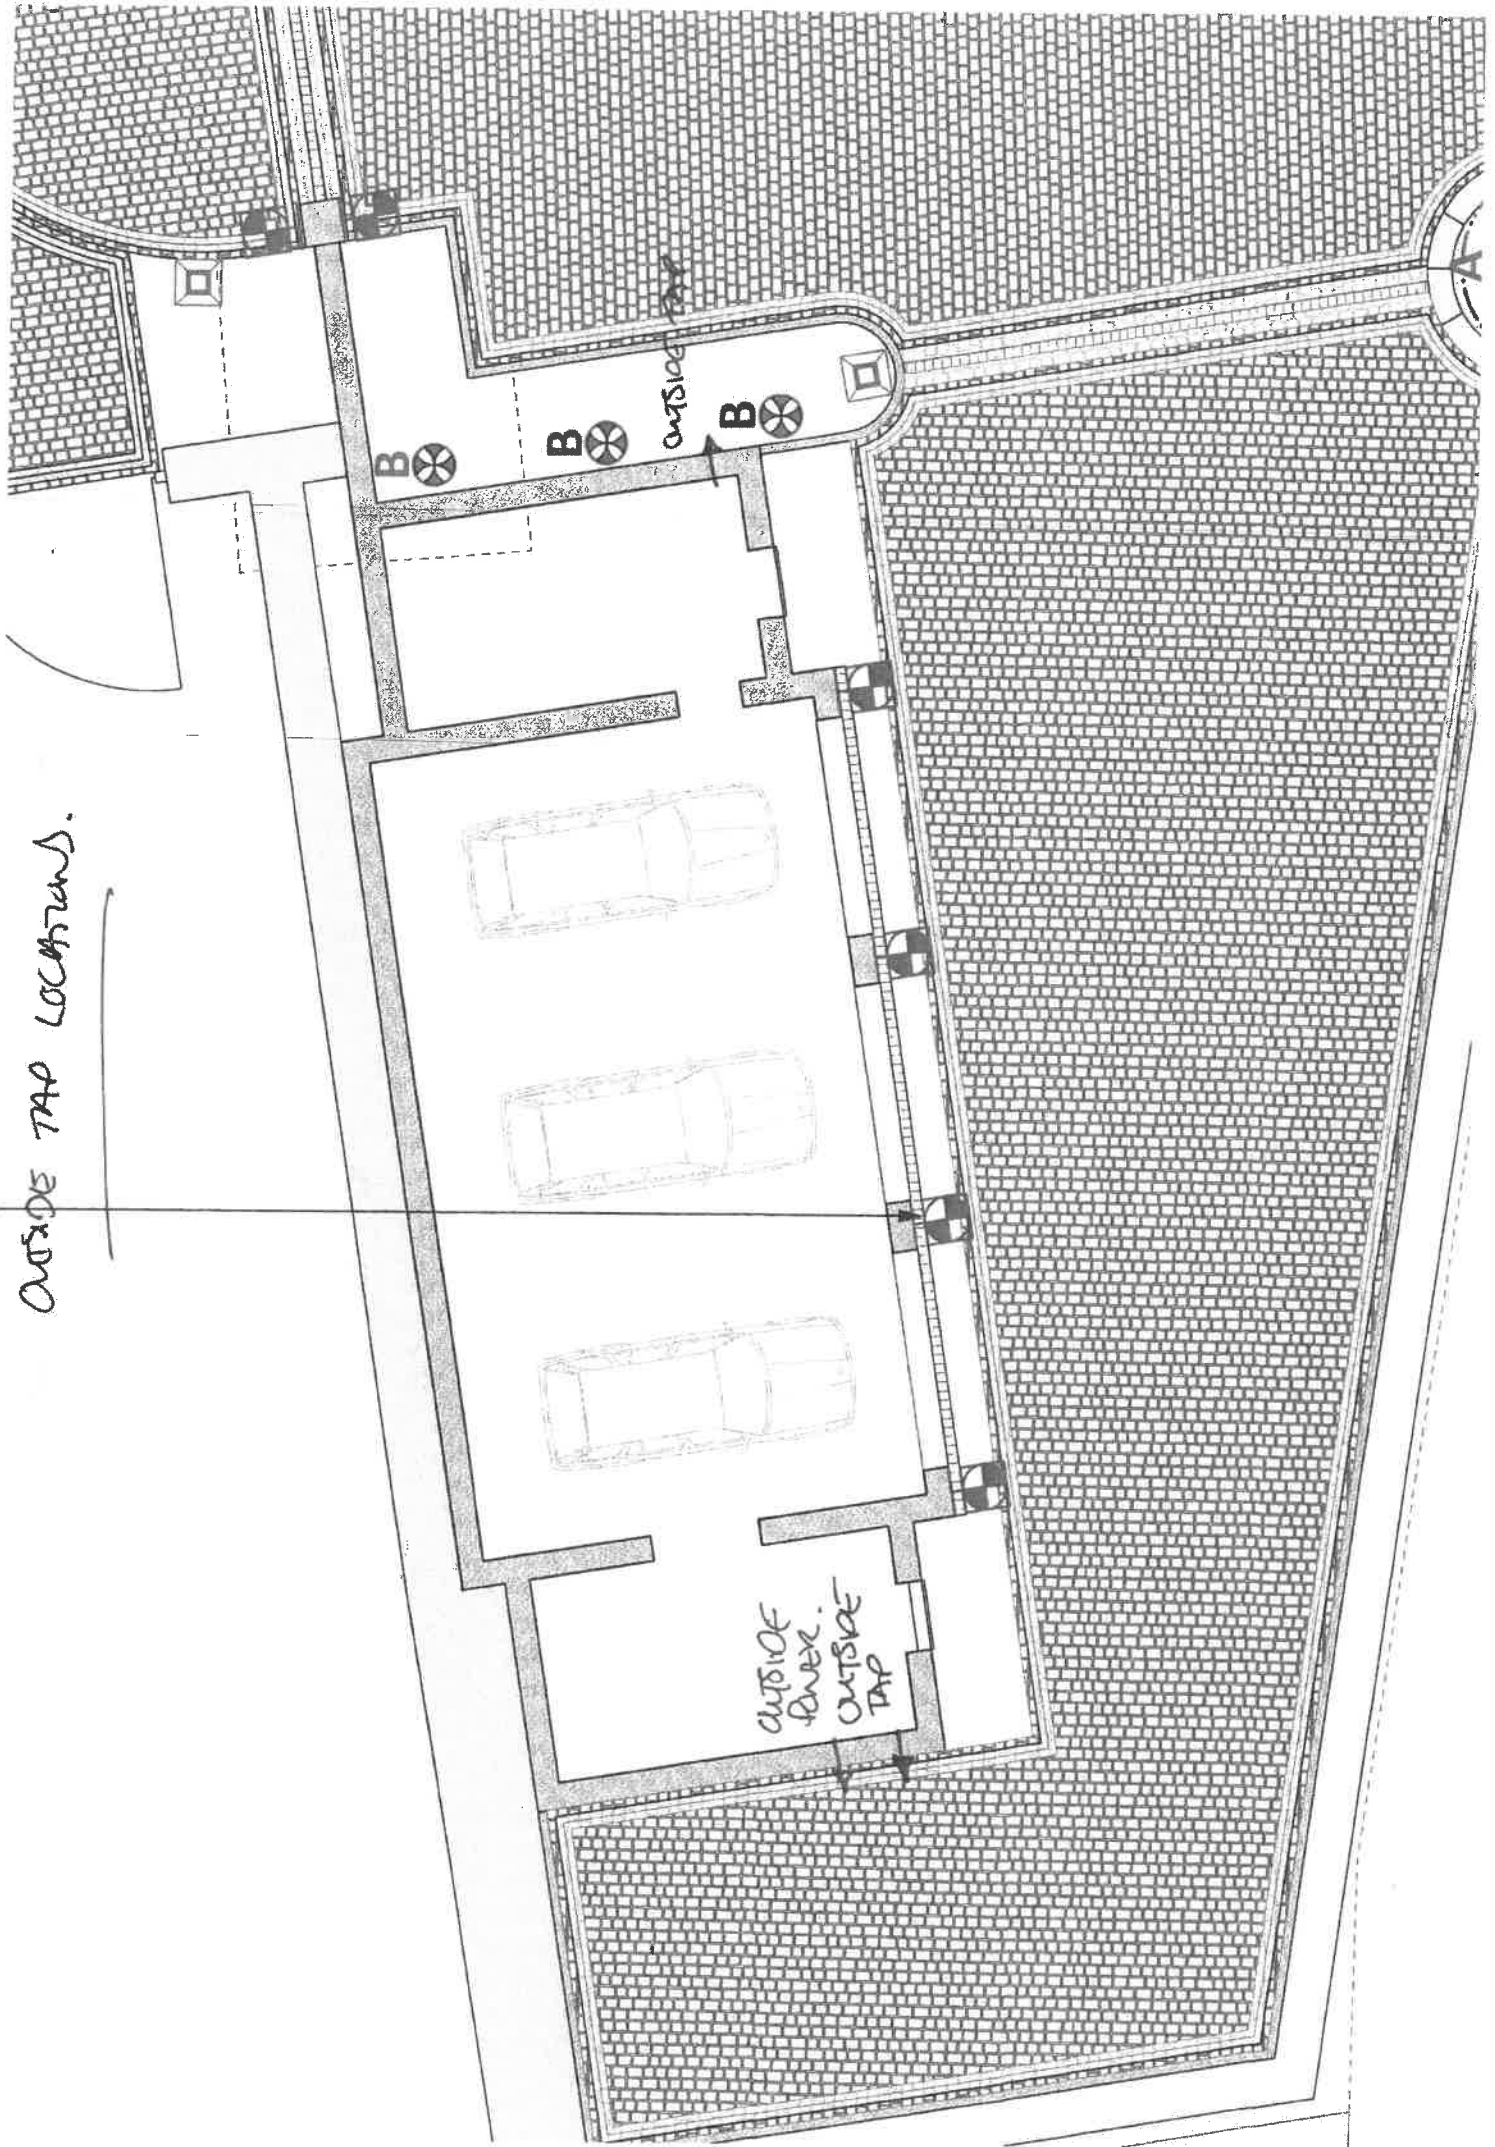 OUTSIDE TAP LOCATIONS.
B
B
OUTSIDE TAP
B
A
OUTSIDE
POWER.
OUTSIDE
TAP